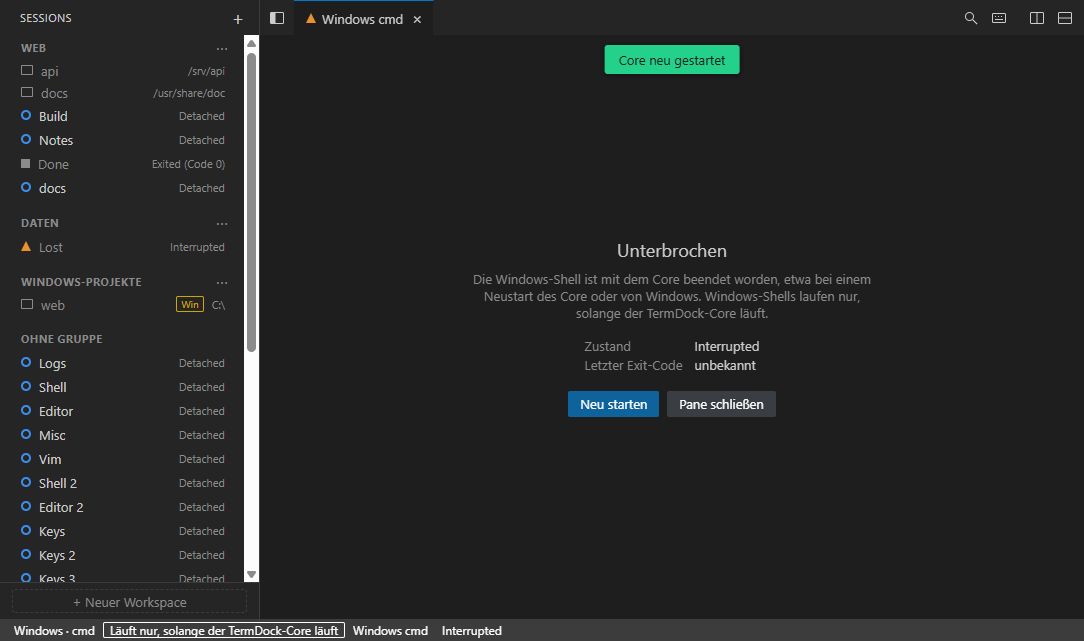 SESSIONS +
WEB ...
api /srv/api
docs /usr/share/doc
Build Detached
Notes Detached
Done Exited (Code 0)
docs Detached
DATEN ...
Lost Interrupted
WINDOWS-PROJEKTE ...
web Win C:\
OHNE GRUPPE
Logs Detached
Shell Detached
Editor Detached
Misc Detached
Vim Detached
Shell 2 Detached
Editor 2 Detached
Keys Detached
Keys 2 Detached
Keys 3 Detached
+ Neuer Workspace
Windows cmd ×
Core neu gestartet
Unterbrochen
Die Windows-Shell ist mit dem Core beendet worden, etwa bei einem
Neustart des Core oder von Windows. Windows-Shells laufen nur,
solange der TermDock-Core läuft.
Zustand Interrupted
Letzter Exit-Code unbekannt
Neu starten Pane schließen
Windows · cmd Läuft nur, solange der TermDock-Core läuft Windows cmd Interrupted